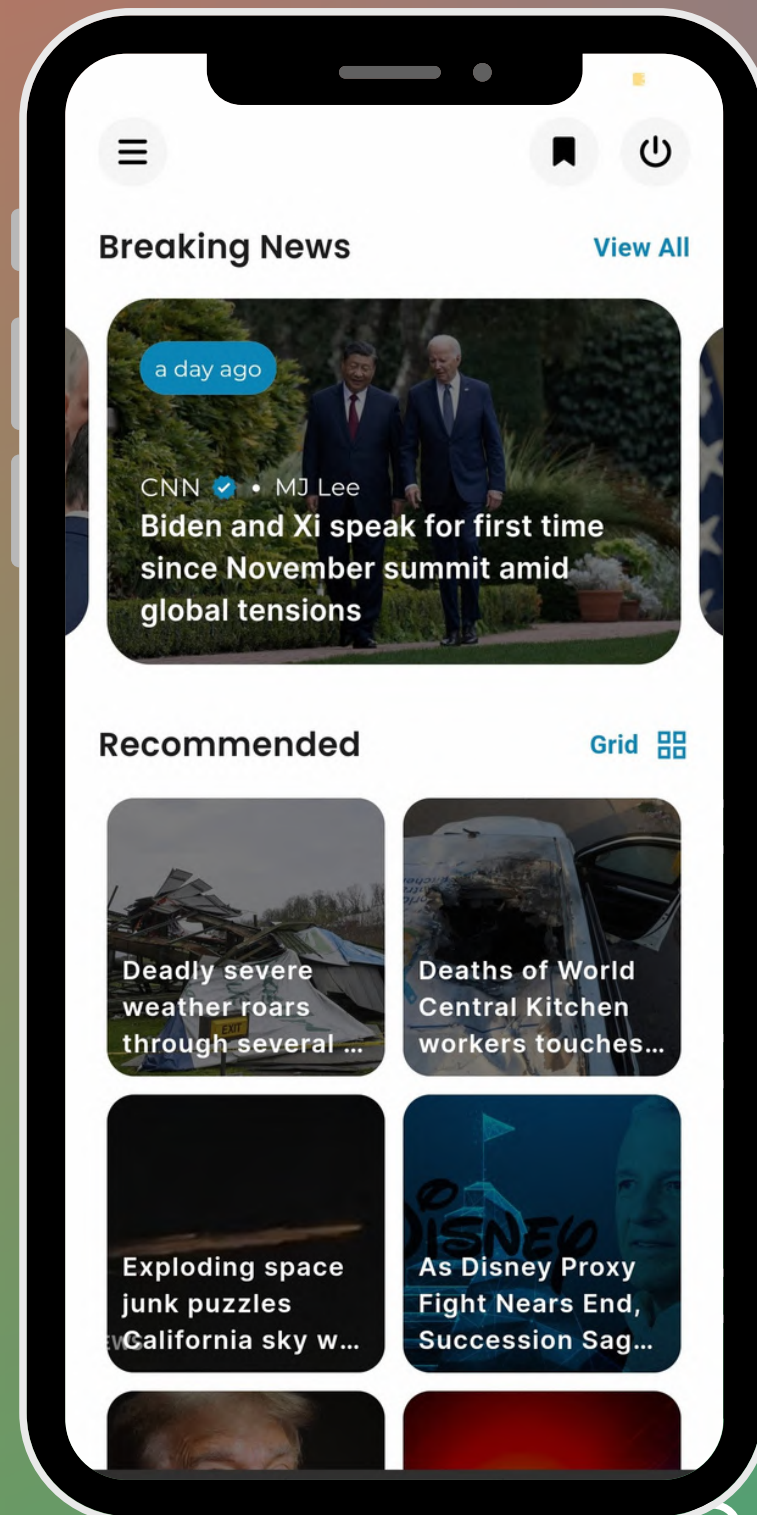 Breaking News
View All
a day ago
CNN • MJ Lee
Biden and Xi speak for first time
since November summit amid
global tensions
Recommended
Grid
Deadly severe
weather roars
through several ...
EXIT
Deaths of World
Central Kitchen
workers touches...
Exploding space
junk puzzles
California sky w...
DISNEY
As Disney Proxy
Fight Nears End,
Succession Sag...